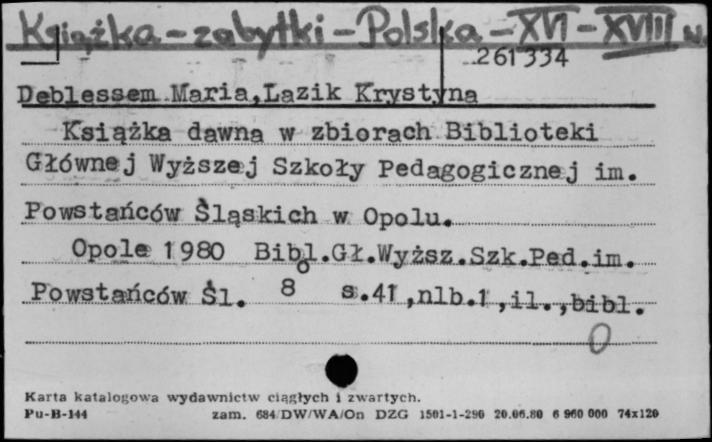 Książka - zabytki - Polska - XVI - XVIII w.
261334
Deblessem Maria,Lazik Krystyna
Książka dawna w zbiorach Biblioteki
Głównej Wyższej Szkoły Pedagogicznej im.
Powstańców Śląskich w Opolu.
Opole 1980 Bibl.Gł.Wyższ.Szk.Ped.im.
Powstańców Śl. 8° s.41,nlb.1,il.,bibl.
0
Karta katalogowa wydawnictw ciągłych i zwartych.
Pu-B-144 zam. 684/DW/WA/On DZG 1501-1-290 20.06.80 6 960 000 74x120